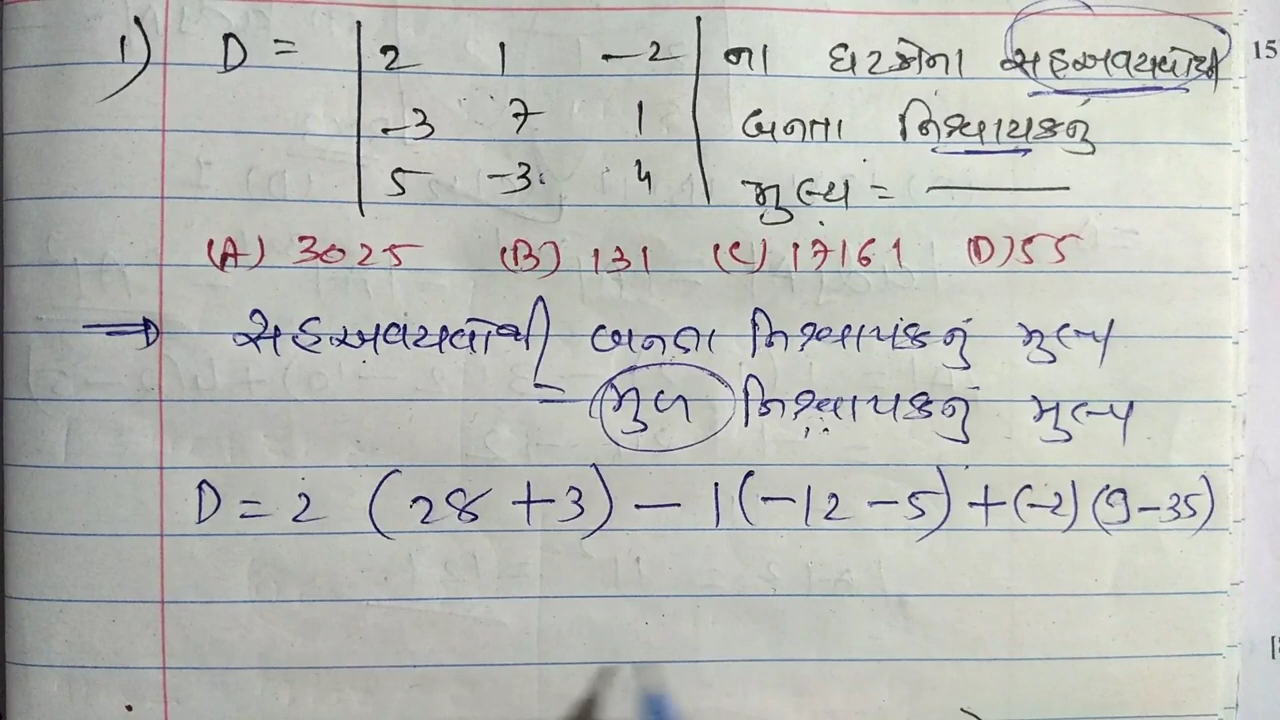 1) D = | 2 1 -2 | ના ઘટકોના સહઅવયવોથી 15
-3 7 1 બનતા નિશ્ચાયકનું
5 -3 4 મુલ્ય = ———
(A) 3025 (B) 131 (C) 17161 (D) 55
⇒ સહઅવયવોથી બનતા નિશ્ચાયકનું મુલ્ય
= મુળ નિશ્ચાયકનું મુલ્ય
D = 2 (28 + 3) - 1 (-12 - 5) + (-2) (9 - 35)